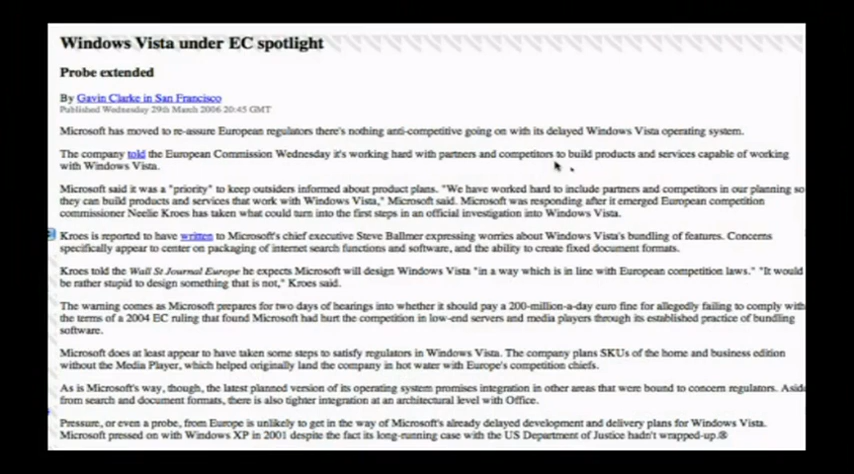 Windows Vista under EC spotlight
Probe extended
By Gavin Clarke in San Francisco
Published Wednesday 29th March 2006 20:45 GMT
Microsoft has moved to re-assure European regulators there's nothing anti-competitive going on with its delayed Windows Vista operating system.
The company told the European Commission Wednesday it's working hard with partners and competitors to build products and services capable of working
with Windows Vista.
Microsoft said it was a "priority" to keep outsiders informed about product plans. "We have worked hard to include partners and competitors in our planning so
they can build products and services that work with Windows Vista," Microsoft said. Microsoft was responding after it emerged European competition
commissioner Neelie Kroes has taken what could turn into the first steps in an official investigation into Windows Vista.
Kroes is reported to have written to Microsoft's chief executive Steve Ballmer expressing worries about Windows Vista's bundling of features. Concerns
specifically appear to center on packaging of internet search functions and software, and the ability to create fixed document formats.
Kroes told the Wall St Journal Europe he expects Microsoft will design Windows Vista "in a way which is in line with European competition laws." "It would
be rather stupid to design something that is not," Kroes said.
The warning comes as Microsoft prepares for two days of hearings into whether it should pay a 200-million-a-day euro fine for allegedly failing to comply with
the terms of a 2004 EC ruling that found Microsoft had hurt the competition in low-end servers and media players through its established practice of bundling
software.
Microsoft does at least appear to have taken some steps to satisfy regulators in Windows Vista. The company plans SKUs of the home and business edition
without the Media Player, which helped originally land the company in hot water with Europe's competition chiefs.
As is Microsoft's way, though, the latest planned version of its operating system promises integration in other areas that were bound to concern regulators. Aside
from search and document formats, there is also tighter integration at an architectural level with Office.
Pressure, or even a probe, from Europe is unlikely to get in the way of Microsoft's already delayed development and delivery plans for Windows Vista.
Microsoft pressed on with Windows XP in 2001 despite the fact its long-running case with the US Department of Justice hadn't wrapped-up.®